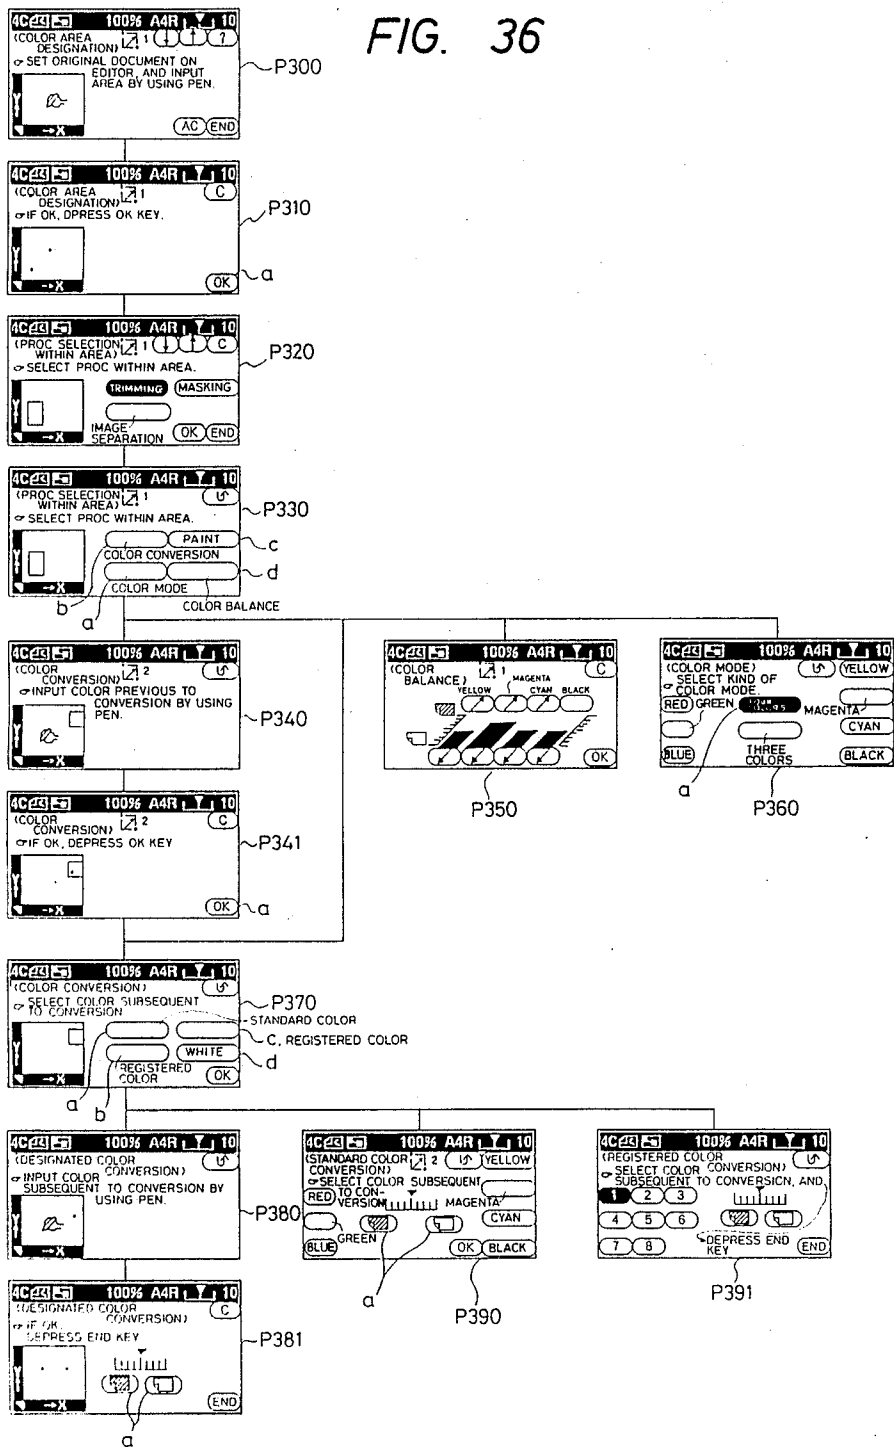 FIG. 36
4C 100% A4R 10
(COLOR AREA
DESIGNATION) 1 ↓ ↑ ?
SET ORIGINAL DOCUMENT ON
EDITOR, AND INPUT
AREA BY USING PEN.
Y
→X
AC END
P300
4C 100% A4R 10
(COLOR AREA
DESIGNATION) 1 C
IF OK, DPRESS OK KEY.
Y
→X
OK
P310
a
4C 100% A4R 10
(PROC SELECTION
WITHIN AREA) 1 ↓ ↑ C
SELECT PROC WITHIN AREA.
TRIMMING MASKING
IMAGE
SEPARATION
Y
→X
OK END
P320
4C 100% A4R 10
(PROC SELECTION
WITHIN AREA) 1
SELECT PROC WITHIN AREA.
PAINT
COLOR CONVERSION
Y
→X
COLOR MODE
COLOR BALANCE
P330
c
d
b
a
4C 100% A4R 10
(COLOR
CONVERSION) 2
INPUT COLOR PREVIOUS TO
CONVERSION BY USING
PEN.
Y
→X
P340
4C 100% A4R 10
(COLOR
BALANCE) 1 C
YELLOW MAGENTA CYAN BLACK
OK
P350
4C 100% A4R 10
(COLOR MODE) YELLOW
SELECT KIND OF
COLOR MODE.
RED GREEN FOUR COLORS MAGENTA
CYAN
BLUE THREE
COLORS BLACK
a
P360
4C 100% A4R 10
(COLOR
CONVERSION) 2 C
IF OK, DEPRESS OK KEY
Y
→X
OK
P341
a
4C 100% A4R 10
(COLOR CONVERSION)
SELECT COLOR SUBSEQUENT
TO CONVERSION
STANDARD COLOR
C, REGISTERED COLOR
WHITE
REGISTERED
COLOR
Y
→X
OK
P370
d
a
b
4C 100% A4R 10
(DESIGNATED COLOR
CONVERSION)
INPUT COLOR
SUBSEQUENT TO CONVERSION BY
USING PEN.
Y
→X
P380
4C 100% A4R 10
(STANDARD COLOR
CONVERSION) 2 YELLOW
SELECT COLOR SUBSEQUENT
RED TO CON-
VERSION MAGENTA
CYAN
GREEN
BLUE OK BLACK
a
P390
4C 100% A4R 10
(REGISTERED COLOR
CONVERSION)
SELECT COLOR
SUBSEQUENT TO CONVERSION, AND
1 2 3
4 5 6
DEPRESS END
KEY
7 8 END
P391
4C 100% A4R 10
(DESIGNATED COLOR
CONVERSION) C
IF OK,
DEPRESS END KEY
Y
→X
END
P381
a